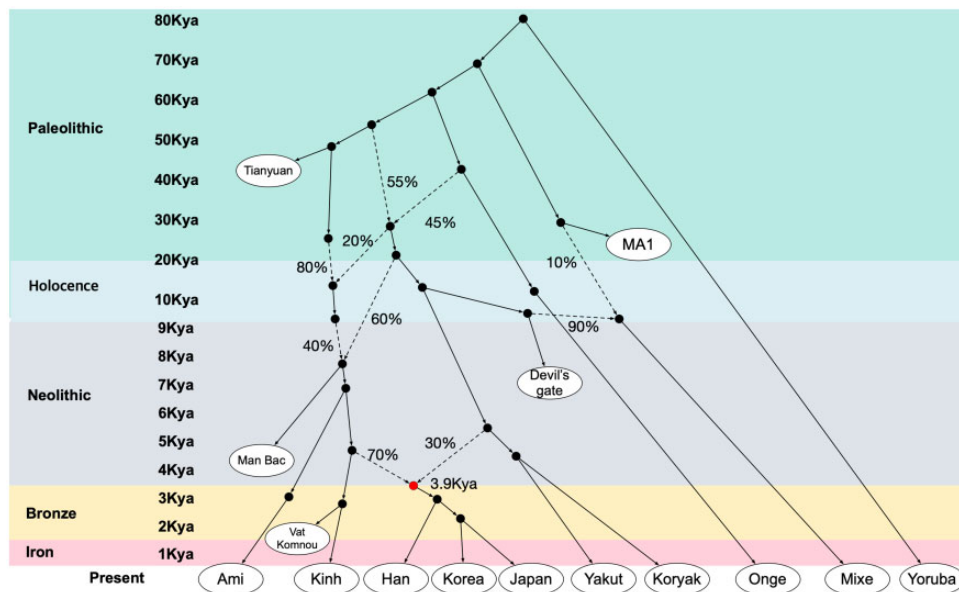 80Kya
70Kya
60Kya
Paleolithic
50Kya
Tianyuan
40Kya
55%
45%
30Kya
20%
MA1
20Kya
80%
10%
Holocence
10Kya
60%
90%
9Kya
40%
8Kya
Devil's
gate
7Kya
Neolithic
6Kya
5Kya
Man Bac
70%
30%
4Kya
3.9Kya
3Kya
Bronze
Vat
Komnou
2Kya
Iron
1Kya
Present
Ami
Kinh
Han
Korea
Japan
Yakut
Koryak
Onge
Mixe
Yoruba